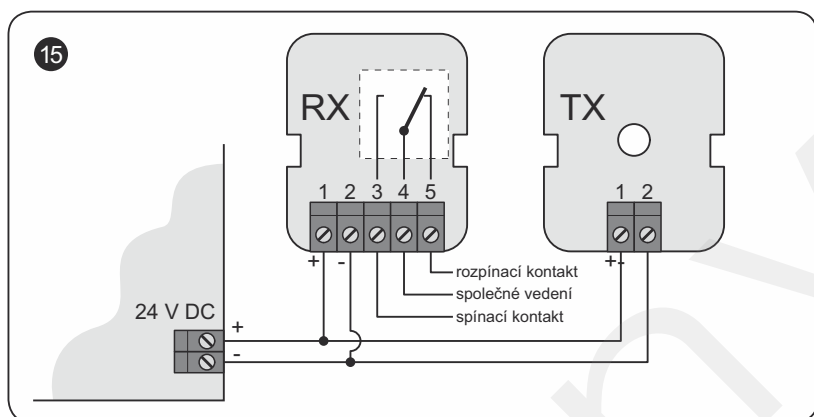 15
RX
TX
1 2 3 4 5
1 2
+ -
+-
rozpínací kontakt
společné vedení
spínací kontakt
24 V DC
+
-